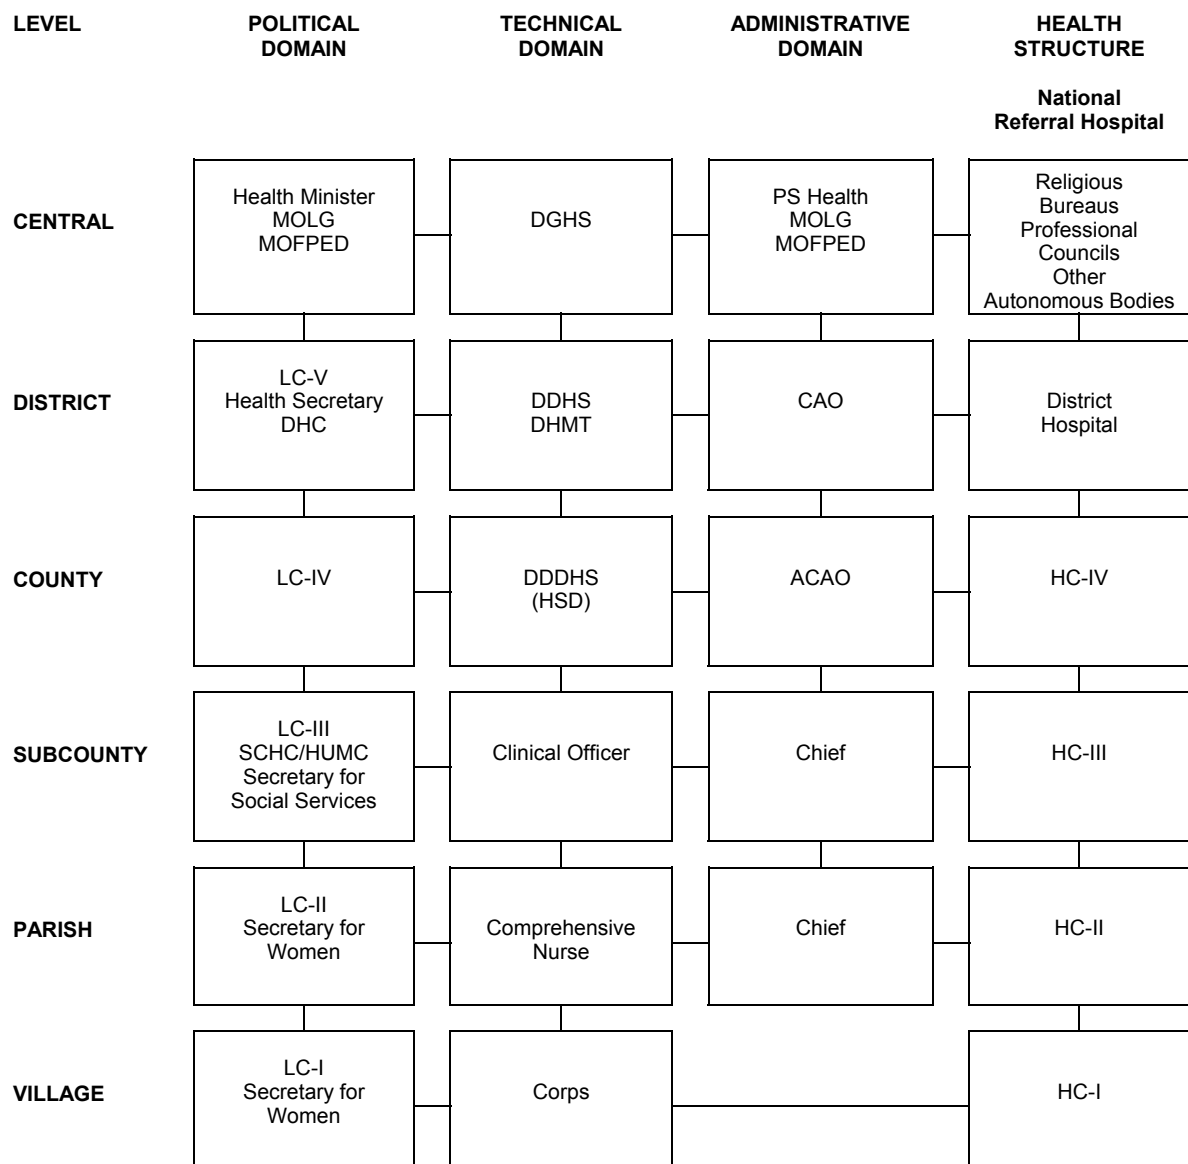 LEVEL
POLITICAL
DOMAIN
TECHNICAL
DOMAIN
ADMINISTRATIVE
DOMAIN
HEALTH
STRUCTURE
National
Referral Hospital
CENTRAL
Health Minister
MOLG
MOFPED
DGHS
PS Health
MOLG
MOFPED
Religious
Bureaus
Professional
Councils
Other
Autonomous Bodies
DISTRICT
LC-V
Health Secretary
DHC
DDHS
DHMT
CAO
District
Hospital
COUNTY
LC-IV
DDDHS
(HSD)
ACAO
HC-IV
SUBCOUNTY
LC-III
SCHC/HUMC
Secretary for
Social Services
Clinical Officer
Chief
HC-III
PARISH
LC-II
Secretary for
Women
Comprehensive
Nurse
Chief
HC-II
VILLAGE
LC-I
Secretary for
Women
Corps
HC-I